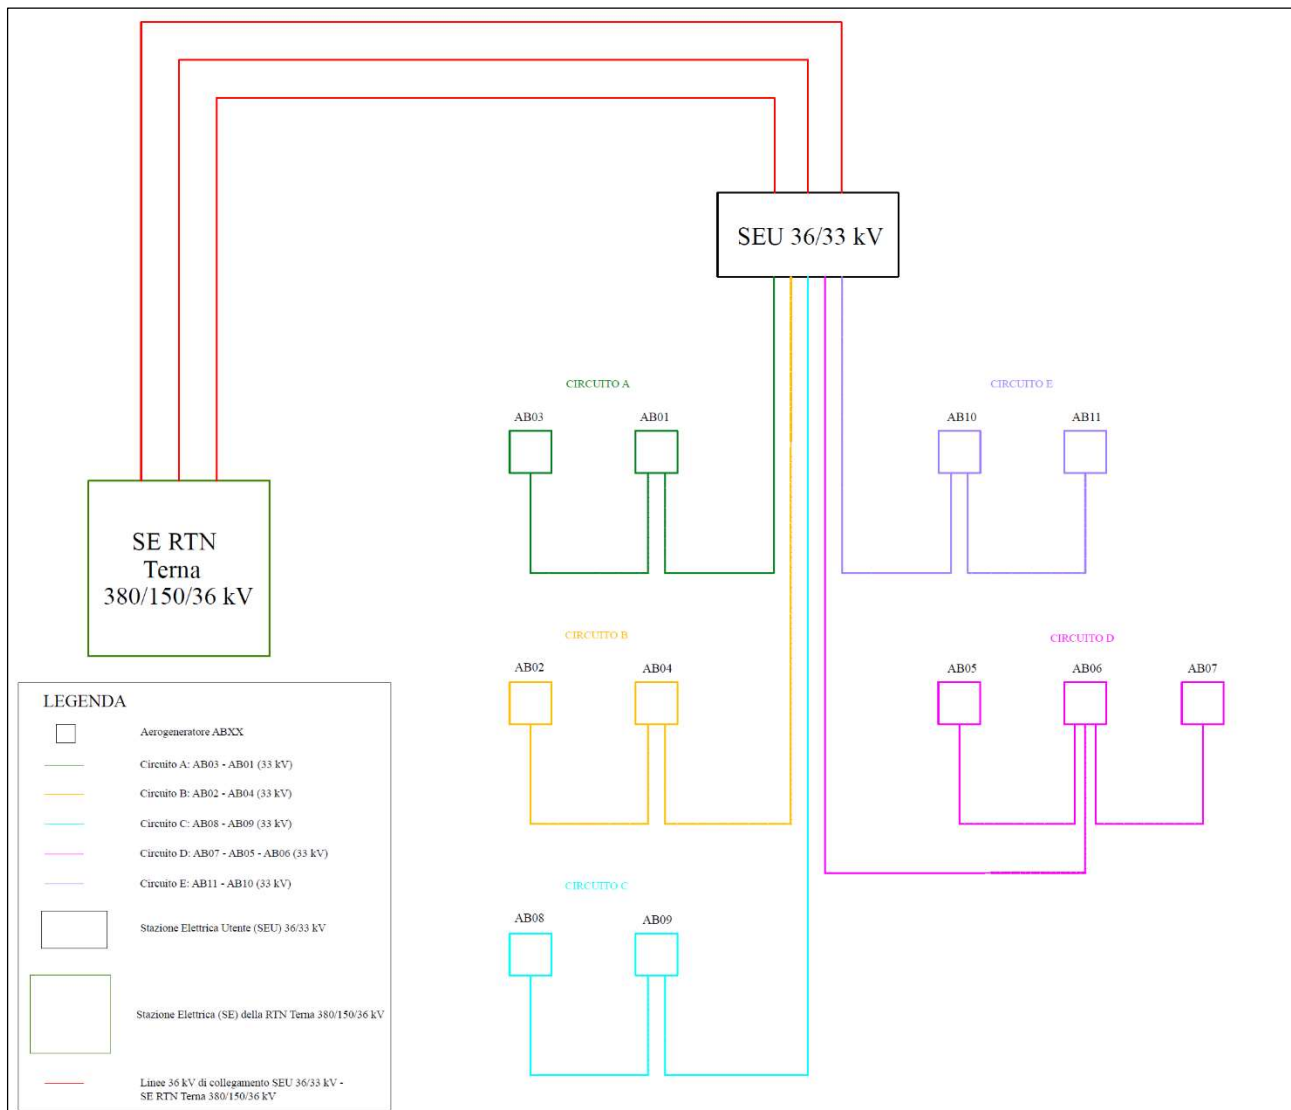 SEU 36/33 kV
CIRCUITO A
CIRCUITO E
AB03
AB01
AB10
AB11
SE RTN
Terna
380/150/36 kV
CIRCUITO B
CIRCUITO D
AB02
AB04
AB05
AB06
AB07
CIRCUITO C
AB08
AB09
LEGENDA
Aerogeneratore ABXX
Circuito A: AB03 - AB01 (33 kV)
Circuito B: AB02 - AB04 (33 kV)
Circuito C: AB08 - AB09 (33 kV)
Circuito D: AB07 - AB05 - AB06 (33 kV)
Circuito E: AB11 - AB10 (33 kV)
Stazione Elettrica Utente (SEU) 36/33 kV
Stazione Elettrica (SE) della RTN Terna 380/150/36 kV
Linee 36 kV di collegamento SEU 36/33 kV -
SE RTN Terna 380/150/36 kV